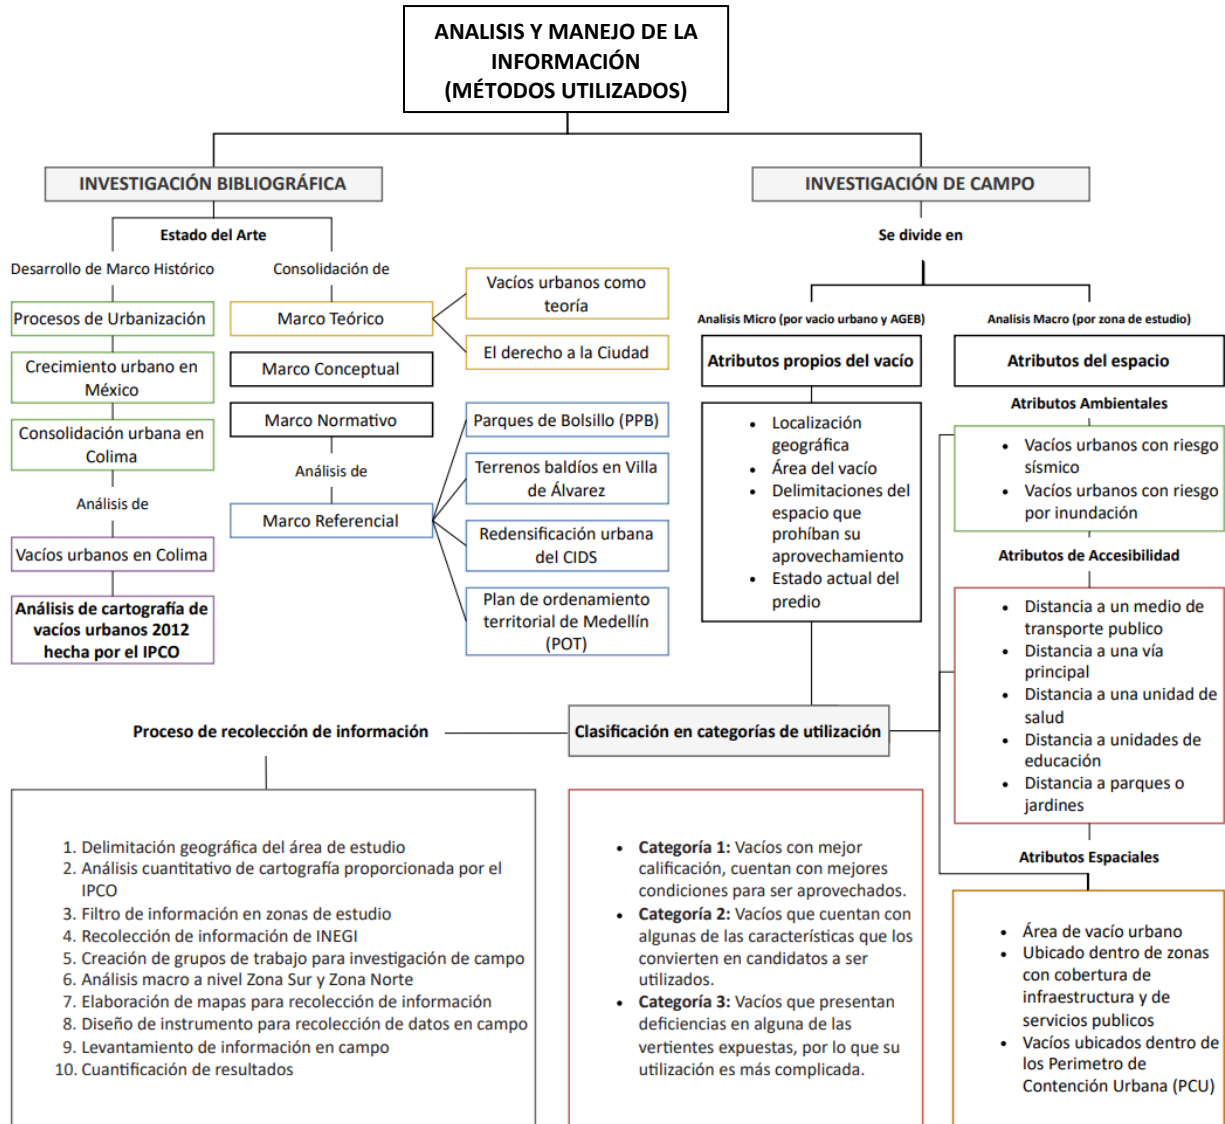 ANALISIS Y MANEJO DE LA
INFORMACIÓN
(MÉTODOS UTILIZADOS)
INVESTIGACIÓN BIBLIOGRÁFICA
Estado del Arte
Desarrollo de Marco Histórico
Procesos de Urbanización
Crecimiento urbano en
México
Consolidación urbana en
Colima
Análisis de
Vacíos urbanos en Colima
Análisis de cartografía de
vacíos urbanos 2012
hecha por el IPCO
Consolidación de
Marco Teórico
Marco Conceptual
Marco Normativo
Análisis de
Marco Referencial
Vacíos urbanos como
teoría
El derecho a la Ciudad
Parques de Bolsillo (PPB)
Terrenos baldíos en Villa
de Álvarez
Redensificación urbana
del CIDS
Plan de ordenamiento
territorial de Medellín
(POT)
INVESTIGACIÓN DE CAMPO
Se divide en
Analisis Micro (por vacio urbano y AGEB)
Atributos propios del vacío
• Localización
geográfica
• Área del vacío
• Delimitaciones del
espacio que
prohíban su
aprovechamiento
• Estado actual del
predio
Analisis Macro (por zona de estudio)
Atributos del espacio
Atributos Ambientales
• Vacíos urbanos con riesgo
sísmico
• Vacíos urbanos con riesgo
por inundación
Atributos de Accesibilidad
• Distancia a un medio de
transporte publico
• Distancia a una vía
principal
• Distancia a una unidad de
salud
• Distancia a unidades de
educación
• Distancia a parques o
jardines
Atributos Espaciales
• Área de vacío urbano
• Ubicado dentro de zonas
con cobertura de
infraestructura y de
servicios publicos
• Vacíos ubicados dentro de
los Perimetro de
Contención Urbana (PCU)
Clasificación en categorías de utilización
• Categoría 1: Vacíos con mejor
calificación, cuentan con mejores
condiciones para ser aprovechados.
• Categoría 2: Vacíos que cuentan con
algunas de las características que los
convierten en candidatos a ser
utilizados.
• Categoría 3: Vacíos que presentan
deficiencias en alguna de las
vertientes expuestas, por lo que su
utilización es más complicada.
Proceso de recolección de información
1. Delimitación geográfica del área de estudio
2. Análisis cuantitativo de cartografía proporcionada por el
IPCO
3. Filtro de información en zonas de estudio
4. Recolección de información de INEGI
5. Creación de grupos de trabajo para investigación de campo
6. Análisis macro a nivel Zona Sur y Zona Norte
7. Elaboración de mapas para recolección de información
8. Diseño de instrumento para recolección de datos en campo
9. Levantamiento de información en campo
10. Cuantificación de resultados